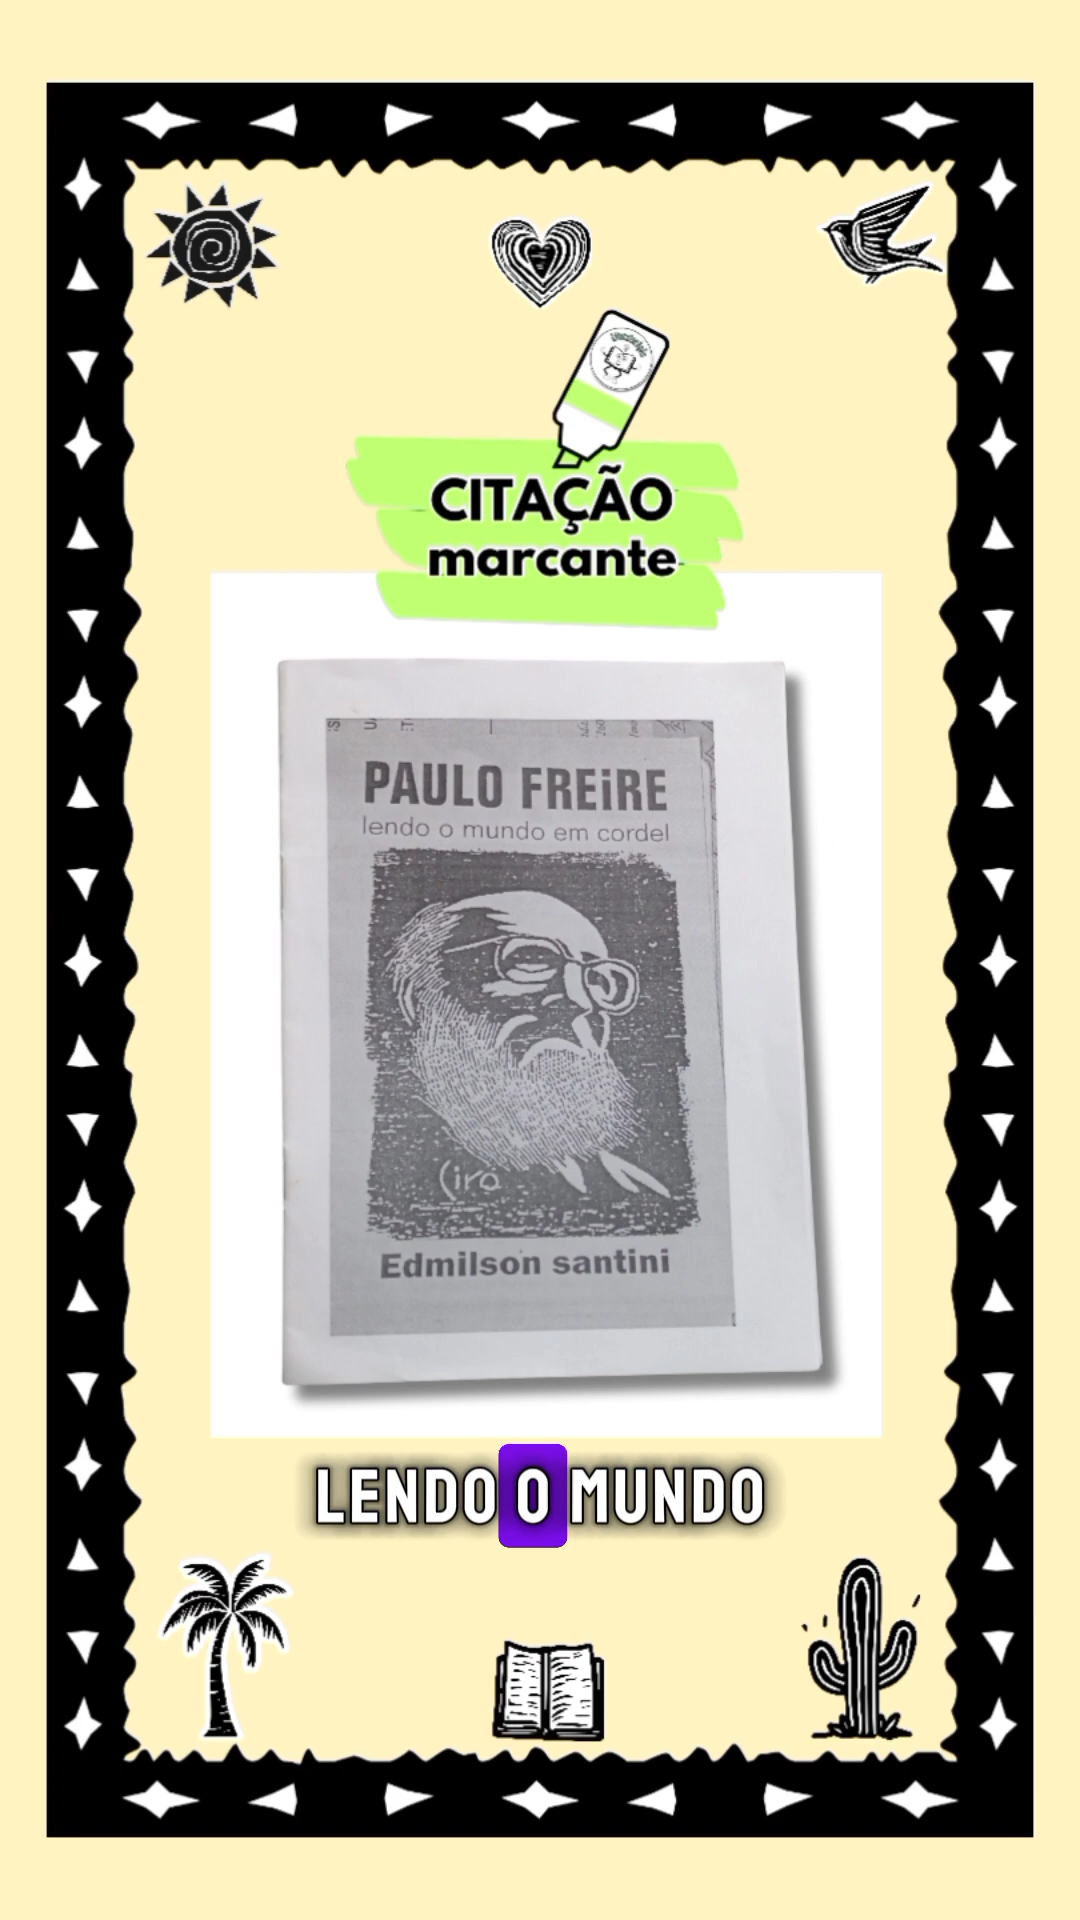 CITAÇÃO
marcante
PAULO FREiRE
lendo o mundo em cordel
Ciro
Edmilson santini
LENDO O MUNDO